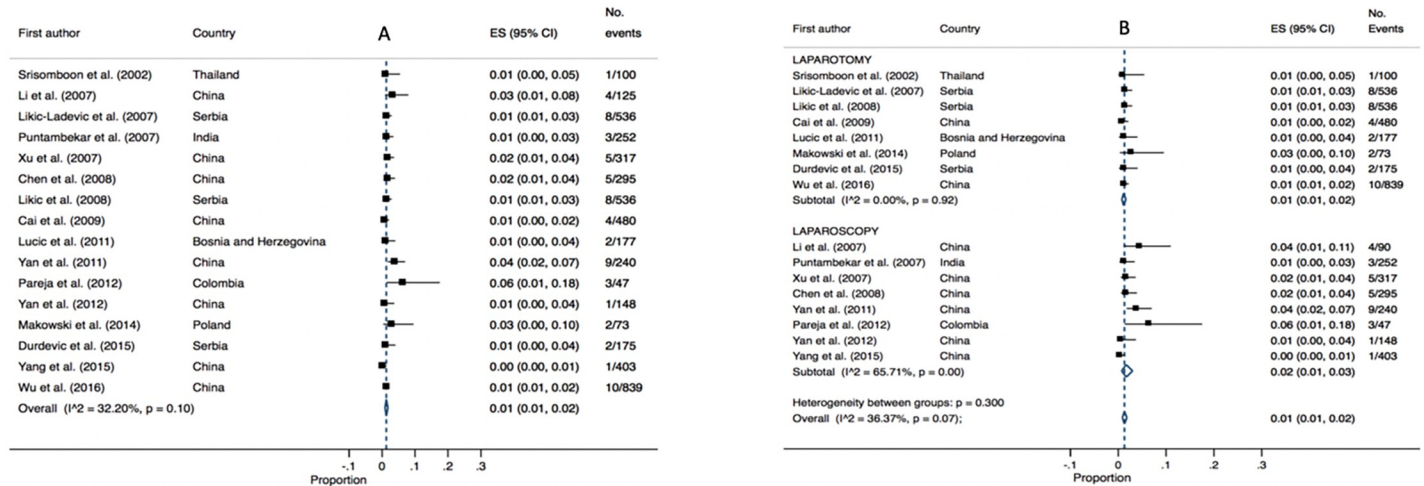 A
First author Country ES (95% CI) No. events
Srisomboon et al. (2002) Thailand 0.01 (0.00, 0.05) 1/100
Li et al. (2007) China 0.03 (0.01, 0.08) 4/125
Likic-Ladevic et al. (2007) Serbia 0.01 (0.01, 0.03) 8/536
Puntambekar et al. (2007) India 0.01 (0.00, 0.03) 3/252
Xu et al. (2007) China 0.02 (0.01, 0.04) 5/317
Chen et al. (2008) China 0.02 (0.01, 0.04) 5/295
Likic et al. (2008) Serbia 0.01 (0.01, 0.03) 8/536
Cai et al. (2009) China 0.01 (0.00, 0.02) 4/480
Lucic et al. (2011) Bosnia and Herzegovina 0.01 (0.00, 0.04) 2/177
Yan et al. (2011) China 0.04 (0.02, 0.07) 9/240
Pareja et al. (2012) Colombia 0.06 (0.01, 0.18) 3/47
Yan et al. (2012) China 0.01 (0.00, 0.04) 1/148
Makowski et al. (2014) Poland 0.03 (0.00, 0.10) 2/73
Durdevic et al. (2015) Serbia 0.01 (0.00, 0.04) 2/175
Yang et al. (2015) China 0.00 (0.00, 0.01) 1/403
Wu et al. (2016) China 0.01 (0.01, 0.02) 10/839
Overall (I^2 = 32.20%, p = 0.10) 0.01 (0.01, 0.02)
-.1 0 .1 .2 .3
Proportion
B
First author Country ES (95% CI) No. Events
LAPAROTOMY
Srisomboon et al. (2002) Thailand 0.01 (0.00, 0.05) 1/100
Likic-Ladevic et al. (2007) Serbia 0.01 (0.01, 0.03) 8/536
Likic et al. (2008) Serbia 0.01 (0.01, 0.03) 8/536
Cai et al. (2009) China 0.01 (0.00, 0.02) 4/480
Lucic et al. (2011) Bosnia and Herzegovina 0.01 (0.00, 0.04) 2/177
Makowski et al. (2014) Poland 0.03 (0.00, 0.10) 2/73
Durdevic et al. (2015) Serbia 0.01 (0.00, 0.04) 2/175
Wu et al. (2016) China 0.01 (0.01, 0.02) 10/839
Subtotal (I^2 = 0.00%, p = 0.92) 0.01 (0.01, 0.02)
LAPAROSCOPY
Li et al. (2007) China 0.04 (0.01, 0.11) 4/90
Puntambekar et al. (2007) India 0.01 (0.00, 0.03) 3/252
Xu et al. (2007) China 0.02 (0.01, 0.04) 5/317
Chen et al. (2008) China 0.02 (0.01, 0.04) 5/295
Yan et al. (2011) China 0.04 (0.02, 0.07) 9/240
Pareja et al. (2012) Colombia 0.06 (0.01, 0.18) 3/47
Yan et al. (2012) China 0.01 (0.00, 0.04) 1/148
Yang et al. (2015) China 0.00 (0.00, 0.01) 1/403
Subtotal (I^2 = 65.71%, p = 0.00) 0.02 (0.01, 0.03)
Heterogeneity between groups: p = 0.300
Overall (I^2 = 36.37%, p = 0.07); 0.01 (0.01, 0.02)
-.1 0 .1 .2 .3
Proportion